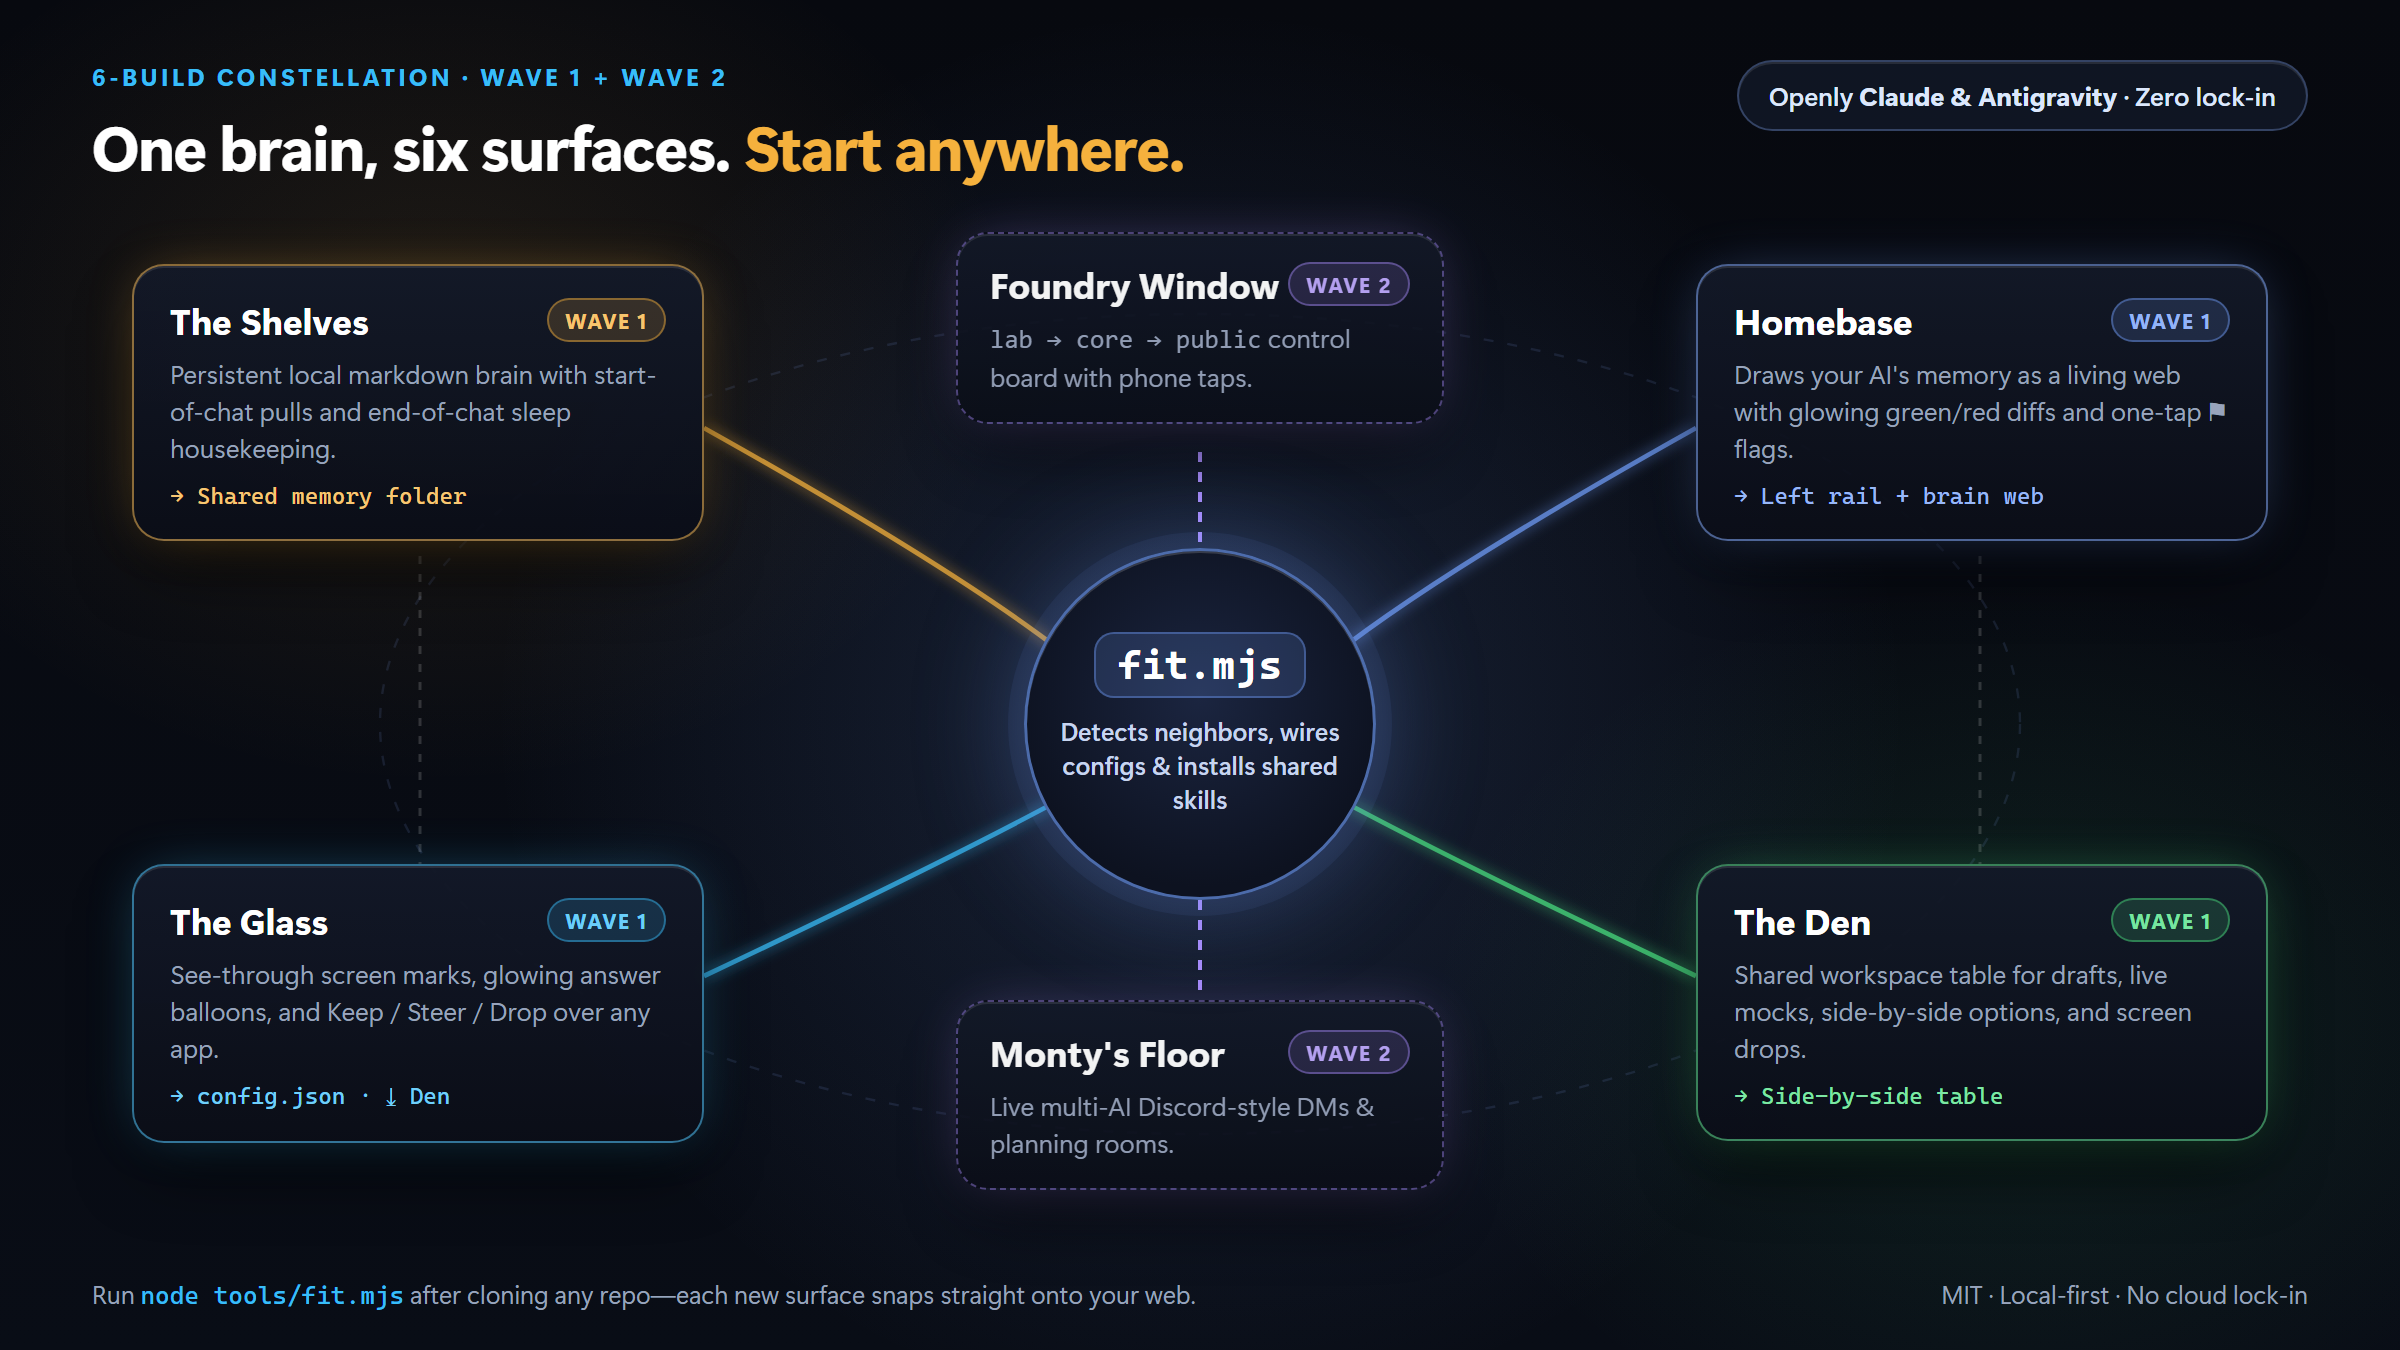 6-BUILD CONSTELLATION · WAVE 1 + WAVE 2
One brain, six surfaces. Start anywhere.
Openly Claude & Antigravity · Zero lock-in
The Shelves
WAVE 1
Persistent local markdown brain with start-
of-chat pulls and end-of-chat sleep
housekeeping.
→ Shared memory folder
Foundry Window
WAVE 2
lab → core → public control
board with phone taps.
Homebase
WAVE 1
Draws your AI's memory as a living web
with glowing green/red diffs and one-tap ⚑
flags.
→ Left rail + brain web
fit.mjs
Detects neighbors, wires
configs & installs shared
skills
The Glass
WAVE 1
See-through screen marks, glowing answer
balloons, and Keep / Steer / Drop over any
app.
→ config.json · ⤓ Den
Monty's Floor
WAVE 2
Live multi-AI Discord-style DMs &
planning rooms.
The Den
WAVE 1
Shared workspace table for drafts, live
mocks, side-by-side options, and screen
drops.
→ Side-by-side table
Run node tools/fit.mjs after cloning any repo—each new surface snaps straight onto your web.
MIT · Local-first · No cloud lock-in